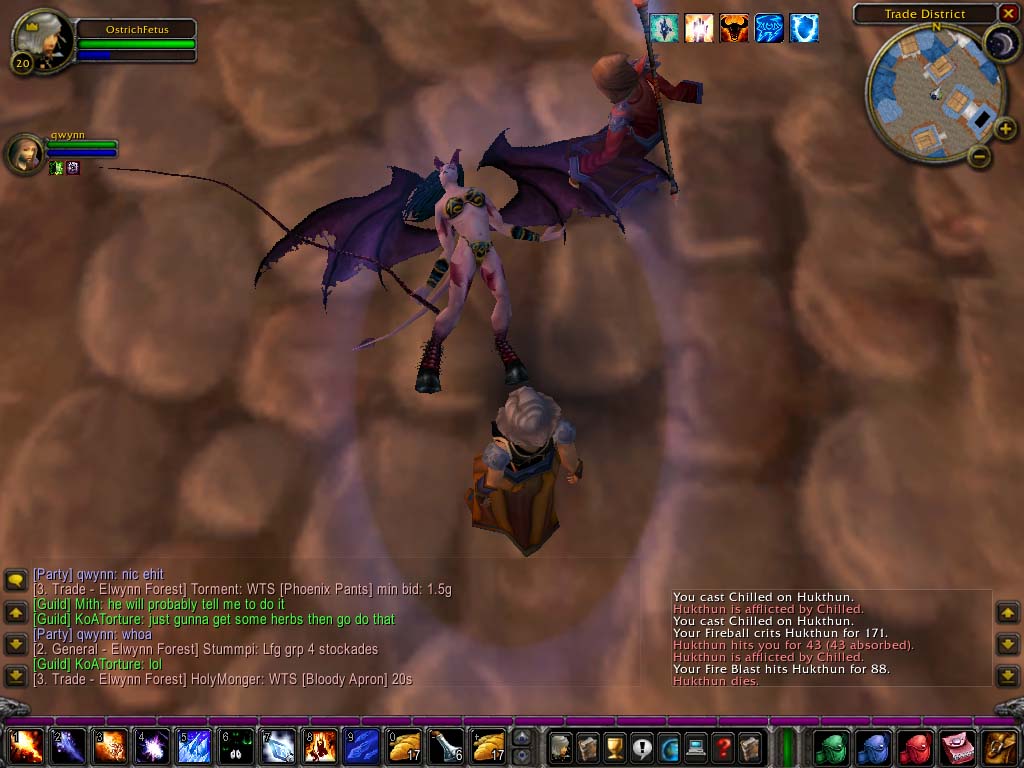 OstrichFetus
20
qwynn
Trade District
N
[Party] qwynn: nic ehit
[3. Trade - Elwynn Forest] Torment: WTS [Phoenix Pants] min bid: 1.5g
[Guild] Mith: he will probably tell me to do it
[Guild] KoATorture: just gunna get some herbs then go do that
[Party] qwynn: whoa
[2. General - Elwynn Forest] Stummpi: Lfg grp 4 stockades
[Guild] KoATorture: lol
[3. Trade - Elwynn Forest] HolyMonger: WTS [Bloody Apron] 20s
You cast Chilled on Hukthun.
Hukthun is afflicted by Chilled.
You cast Chilled on Hukthun.
Your Fireball crits Hukthun for 171.
Hukthun hits you for 43 (43 absorbed).
Hukthun is afflicted by Chilled.
Your Fire Blast hits Hukthun for 88.
Hukthun dies.
1 2 3 4 5 6 7 8 9 0 - =
17 6 17